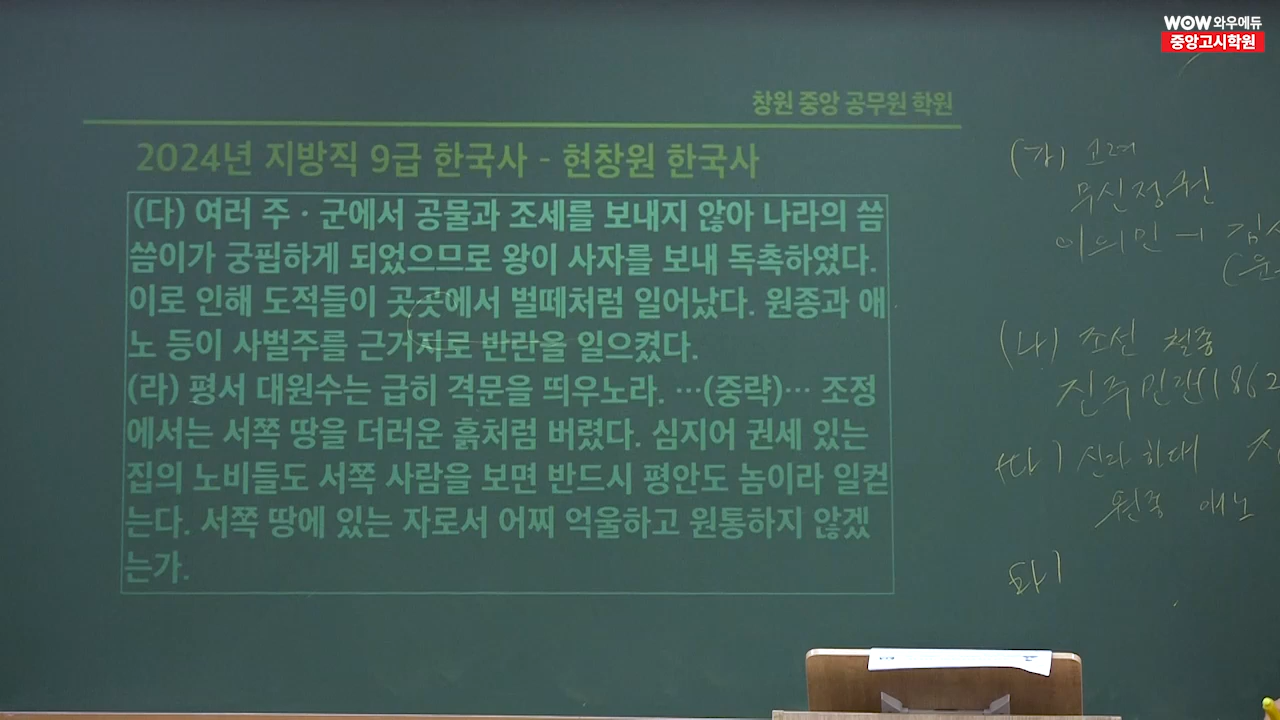 WOW 와우에듀
중앙고시학원
창원 중앙 공무원 학원
2024년 지방직 9급 한국사 - 현창원 한국사
(다) 여러 주·군에서 공물과 조세를 보내지 않아 나라의 씀
씀이가 궁핍하게 되었으므로 왕이 사자를 보내 독촉하였다.
이로 인해 도적들이 곳곳에서 벌떼처럼 일어났다. 원종과 애
노 등이 사벌주를 근거지로 반란을 일으켰다.
(라) 평서 대원수는 급히 격문을 띄우노라. …(중략)… 조정
에서는 서쪽 땅을 더러운 흙처럼 버렸다. 심지어 권세 있는
집의 노비들도 서쪽 사람을 보면 반드시 평안도 놈이라 일컫
는다. 서쪽 땅에 있는 자로서 어찌 억울하고 원통하지 않겠
는가.
(가) 고려
무신정권
이의민 → 김
(운
(나) 조선 철종
진주민란 1862
(다) 신라 하대
원종 애노